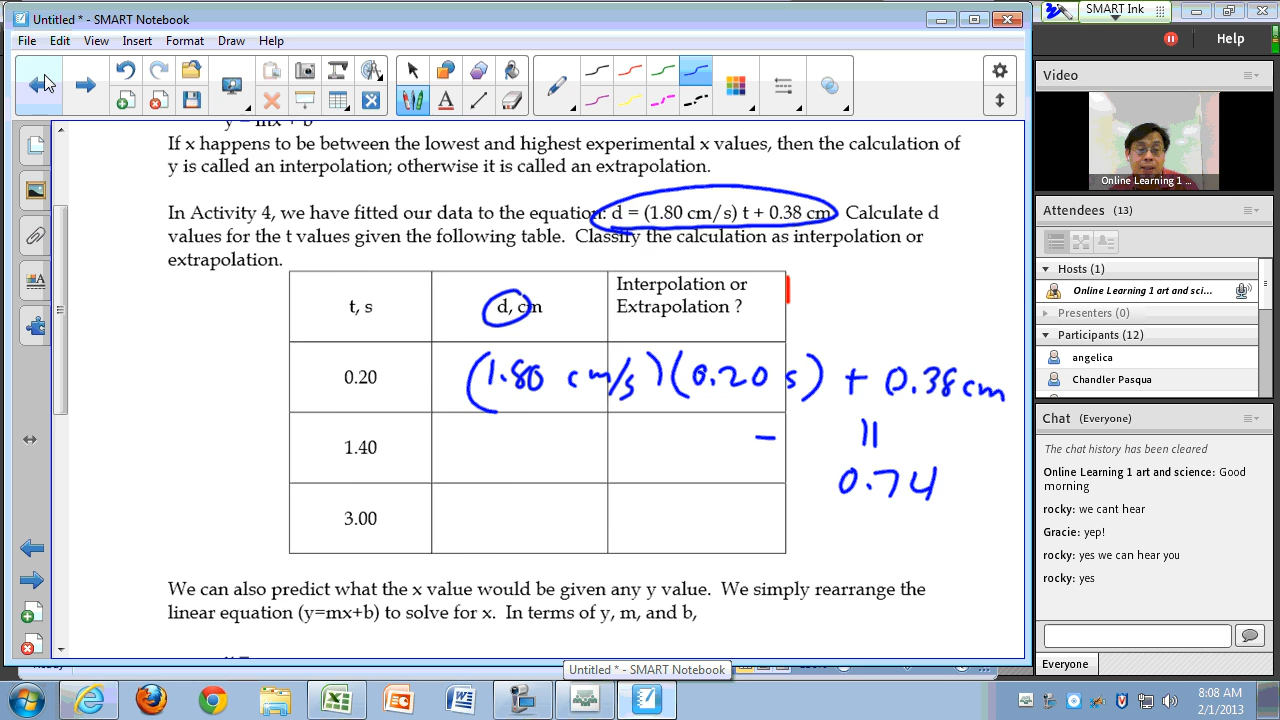 Untitled * - SMART Notebook
SMART Ink
File Edit View Insert Format Draw Help
Help
y = mx + b
If x happens to be between the lowest and highest experimental x values, then the calculation of
y is called an interpolation; otherwise it is called an extrapolation.
In Activity 4, we have fitted our data to the equation: d = (1.80 cm/s) t + 0.38 cm. Calculate d
values for the t values given the following table. Classify the calculation as interpolation or
extrapolation.
t, s
d, cm
Interpolation or
Extrapolation ?
0.20
(1.80 cm/s)(0.20 s) + 0.38 cm
1.40
=
0.74
3.00
We can also predict what the x value would be given any y value. We simply rearrange the
linear equation (y=mx+b) to solve for x. In terms of y, m, and b,
Video
Online Learning 1 ...
Attendees (13)
Hosts (1)
Online Learning 1 art and sci...
Presenters (0)
Participants (12)
angelica
Chandler Pasqua
Chat (Everyone)
The chat history has been cleared
Online Learning 1 art and science: Good
morning
rocky: we cant hear
Gracie: yep!
rocky: yes we can hear you
rocky: yes
Everyone
Untitled * - SMART Notebook
8:08 AM
2/1/2013